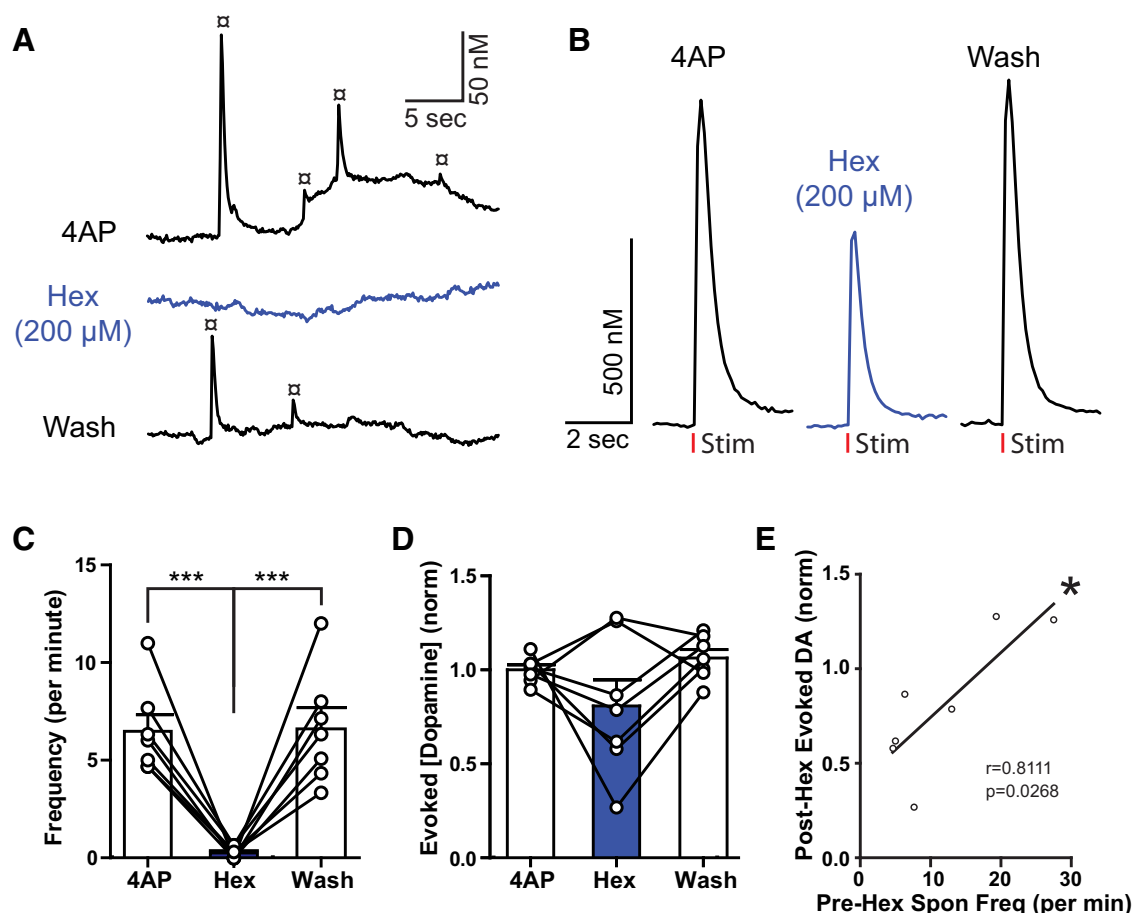 A
¤
¤
¤
¤
50 nM
5 sec
4AP
Hex
(200 µM)
¤
¤
Wash
B
4AP
Wash
Hex
(200 µM)
500 nM
2 sec
Stim
Stim
Stim
C
Frequency (per minute)
15
10
5
0
***
***
4AP
Hex
Wash
D
Evoked [Dopamine] (norm)
1.5
1.0
0.5
0.0
4AP
Hex
Wash
E
Post-Hex Evoked DA (norm)
1.5
1.0
0.5
0.0
*
r=0.8111
p=0.0268
0
10
20
30
Pre-Hex Spon Freq (per min)